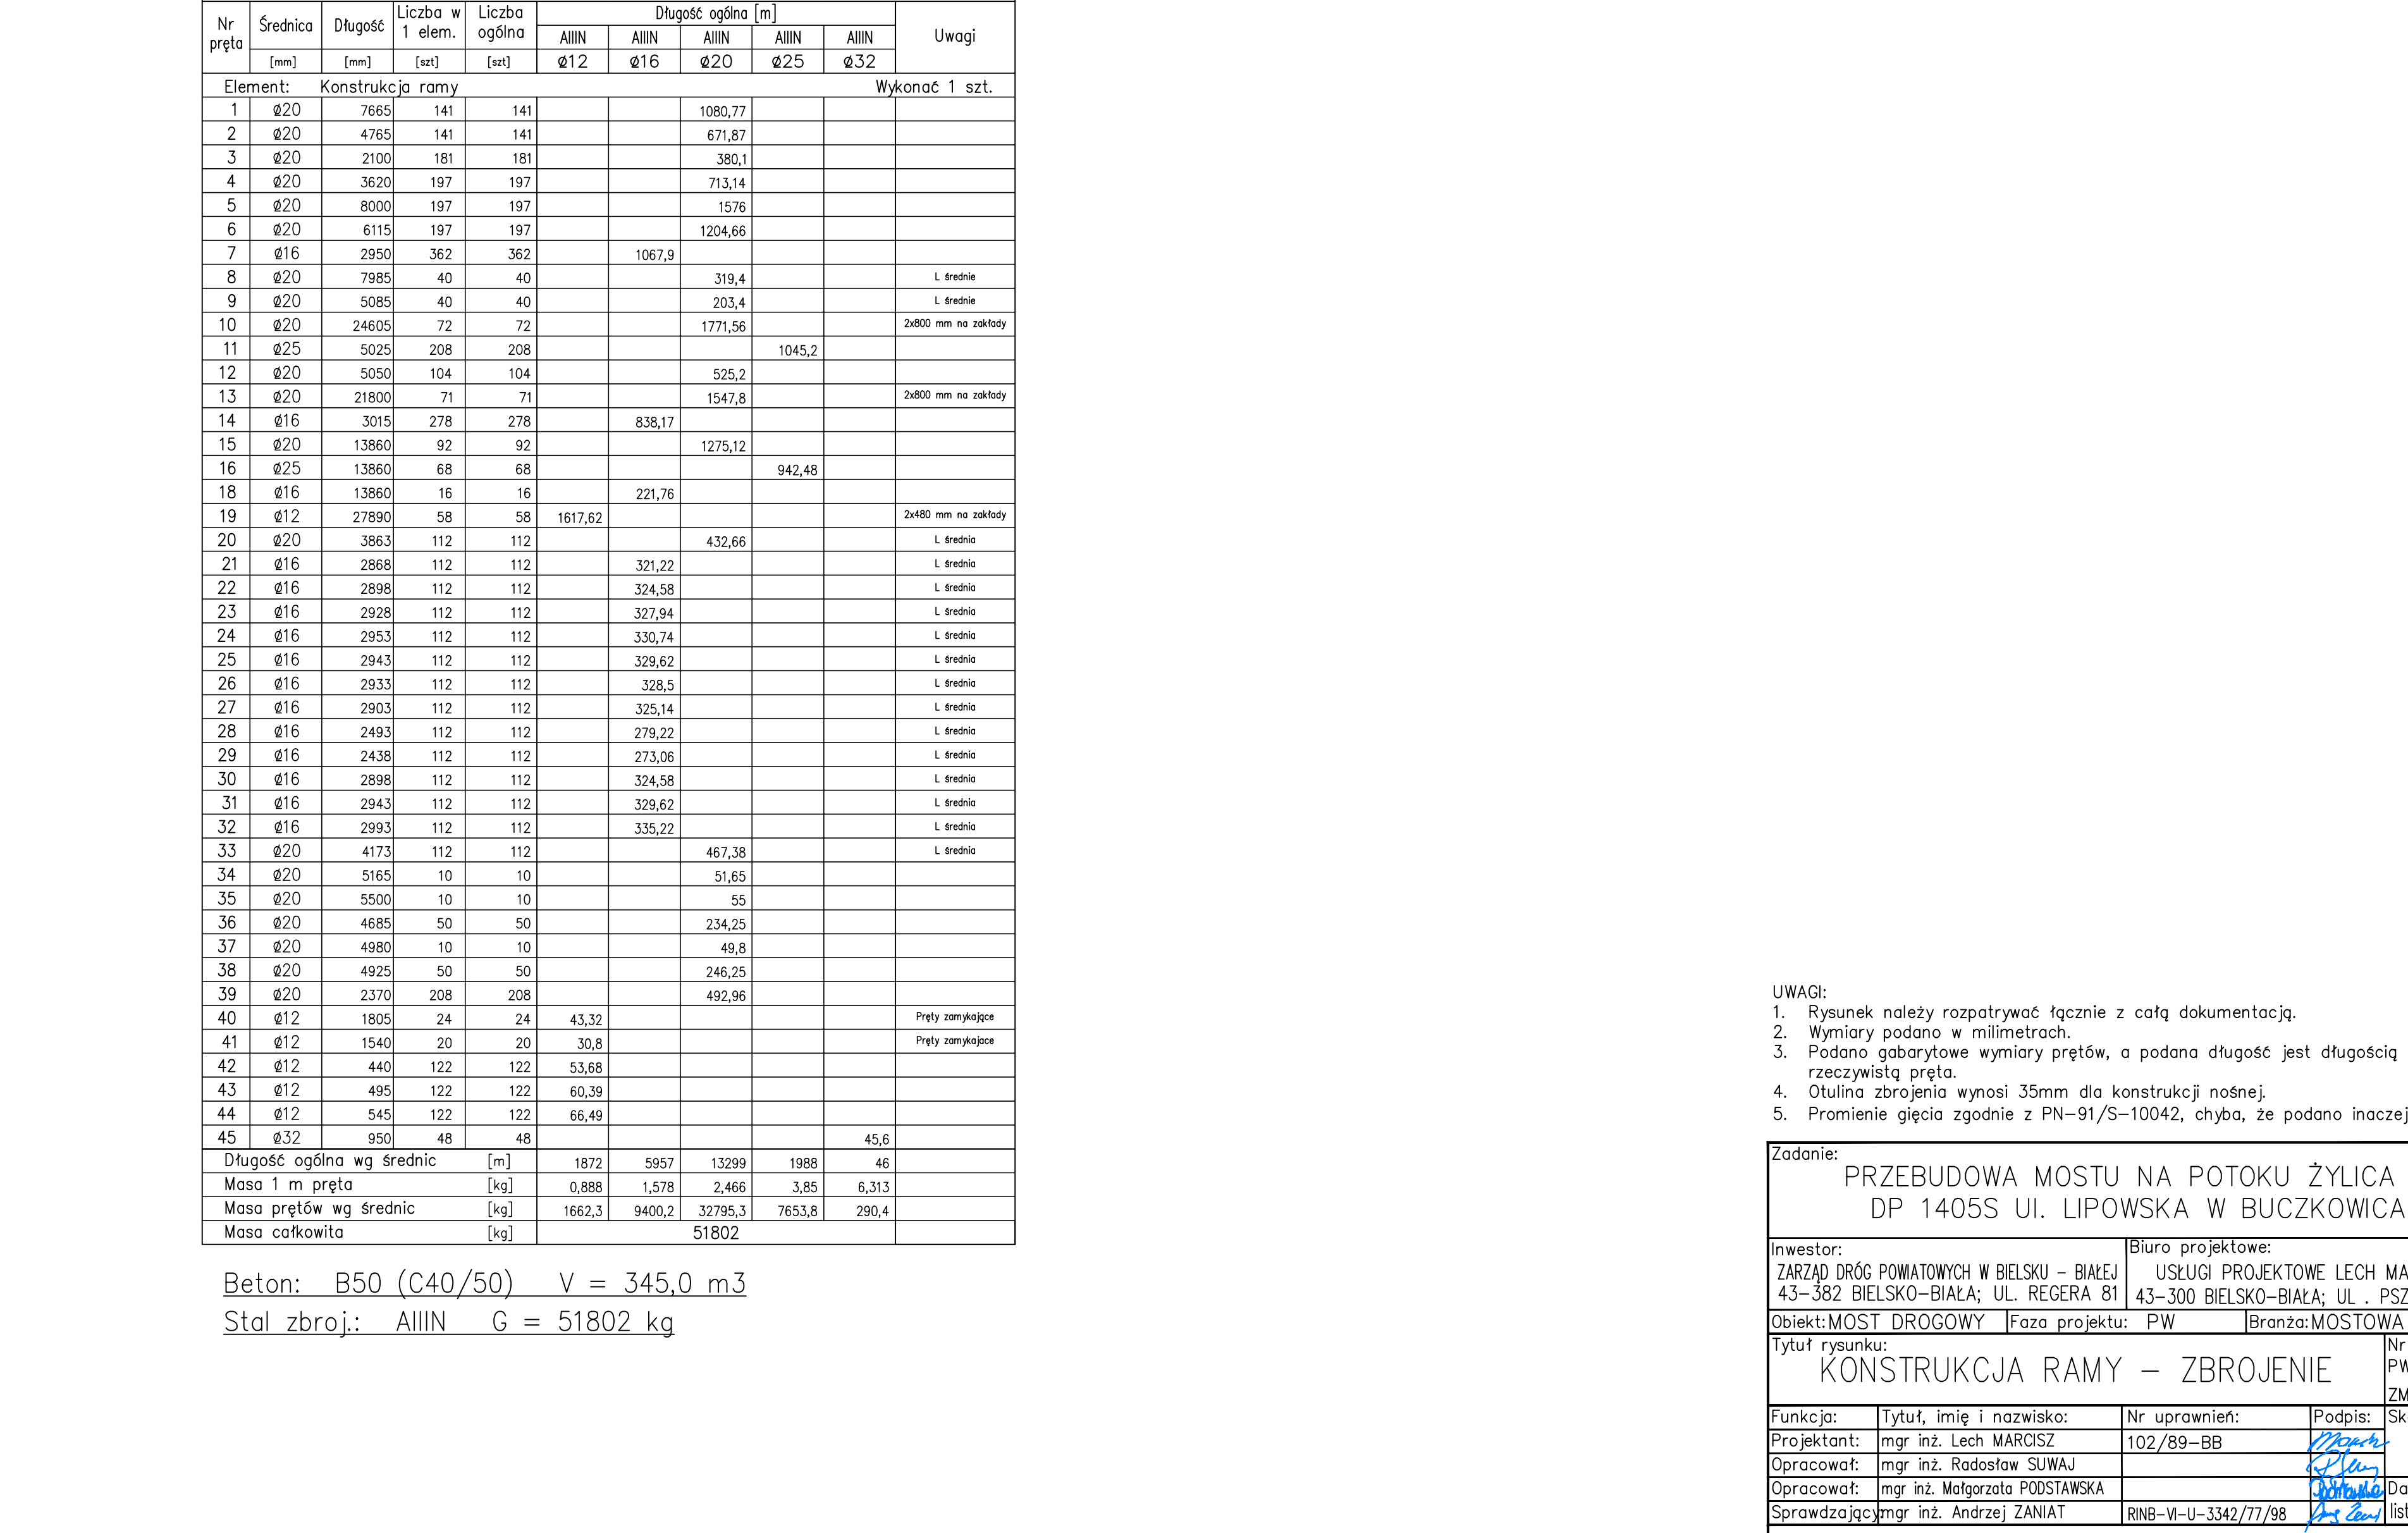 Nr pręta Średnica Długość Liczba w 1 elem. Liczba ogólna Długość ogólna [m] Uwagi
AIIIN AIIIN AIIIN AIIIN AIIIN
[mm] [mm] [szt] [szt] ø12 ø16 ø20 ø25 ø32
Element: Konstrukcja ramy Wykonać 1 szt.
1 ø20 7665 141 141 1080,77
2 ø20 4765 141 141 671,87
3 ø20 2100 181 181 380,1
4 ø20 3620 197 197 713,14
5 ø20 8000 197 197 1576
6 ø20 6115 197 197 1204,66
7 ø16 2950 362 362 1067,9
8 ø20 7985 40 40 319,4 L średnie
9 ø20 5085 40 40 203,4 L średnie
10 ø20 24605 72 72 1771,56 2x800 mm na zakłady
11 ø25 5025 208 208 1045,2
12 ø20 5050 104 104 525,2
13 ø20 21800 71 71 1547,8 2x800 mm na zakłady
14 ø16 3015 278 278 838,17
15 ø20 13860 92 92 1275,12
16 ø25 13860 68 68 942,48
18 ø16 13860 16 16 221,76
19 ø12 27890 58 58 1617,62 2x480 mm na zakłady
20 ø20 3863 112 112 432,66 L średnia
21 ø16 2868 112 112 321,22 L średnia
22 ø16 2898 112 112 324,58 L średnia
23 ø16 2928 112 112 327,94 L średnia
24 ø16 2953 112 112 330,74 L średnia
25 ø16 2943 112 112 329,62 L średnia
26 ø16 2933 112 112 328,5 L średnia
27 ø16 2903 112 112 325,14 L średnia
28 ø16 2493 112 112 279,22 L średnia
29 ø16 2438 112 112 273,06 L średnia
30 ø16 2898 112 112 324,58 L średnia
31 ø16 2943 112 112 329,62 L średnia
32 ø16 2993 112 112 335,22 L średnia
33 ø20 4173 112 112 467,38 L średnia
34 ø20 5165 10 10 51,65
35 ø20 5500 10 10 55
36 ø20 4685 50 50 234,25
37 ø20 4980 10 10 49,8
38 ø20 4925 50 50 246,25
39 ø20 2370 208 208 492,96
40 ø12 1805 24 24 43,32 Pręty zamykające
41 ø12 1540 20 20 30,8 Pręty zamykajace
42 ø12 440 122 122 53,68
43 ø12 495 122 122 60,39
44 ø12 545 122 122 66,49
45 ø32 950 48 48 45,6
Długość ogólna wg średnic [m] 1872 5957 13299 1988 46
Masa 1 m pręta [kg] 0,888 1,578 2,466 3,85 6,313
Masa prętów wg średnic [kg] 1662,3 9400,2 32795,3 7653,8 290,4
Masa całkowita [kg] 51802
Beton: B50 (C40/50) V = 345,0 m3
Stal zbroj.: AIIIN G = 51802 kg
UWAGI:
1. Rysunek należy rozpatrywać łącznie z całą dokumentacją.
2. Wymiary podano w milimetrach.
3. Podano gabarytowe wymiary prętów, a podana długość jest długością
rzeczywistą pręta.
4. Otulina zbrojenia wynosi 35mm dla konstrukcji nośnej.
5. Promienie gięcia zgodnie z PN-91/S-10042, chyba, że podano inaczej
Zadanie:
PRZEBUDOWA MOSTU NA POTOKU ŻYLICA
DP 1405S Ul. LIPOWSKA W BUCZKOWICA
Inwestor: Biuro projektowe:
ZARZĄD DRÓG POWIATOWYCH W BIELSKU - BIAŁEJ USŁUGI PROJEKTOWE LECH MA
43-382 BIELSKO-BIAŁA; UL. REGERA 81 43-300 BIELSKO-BIAŁA; UL . PSZ
Obiekt: MOST DROGOWY Faza projektu: PW Branża: MOSTOWA
Tytuł rysunku: Nr
KONSTRUKCJA RAMY - ZBROJENIE PW
ZM
Funkcja: Tytuł, imię i nazwisko: Nr uprawnień: Podpis: Sk
Projektant: mgr inż. Lech MARCISZ 102/89-BB
Opracował: mgr inż. Radosław SUWAJ
Opracował: mgr inż. Małgorzata PODSTAWSKA Da
Sprawdzający: mgr inż. Andrzej ZANIAT RINB-VI-U-3342/77/98 list